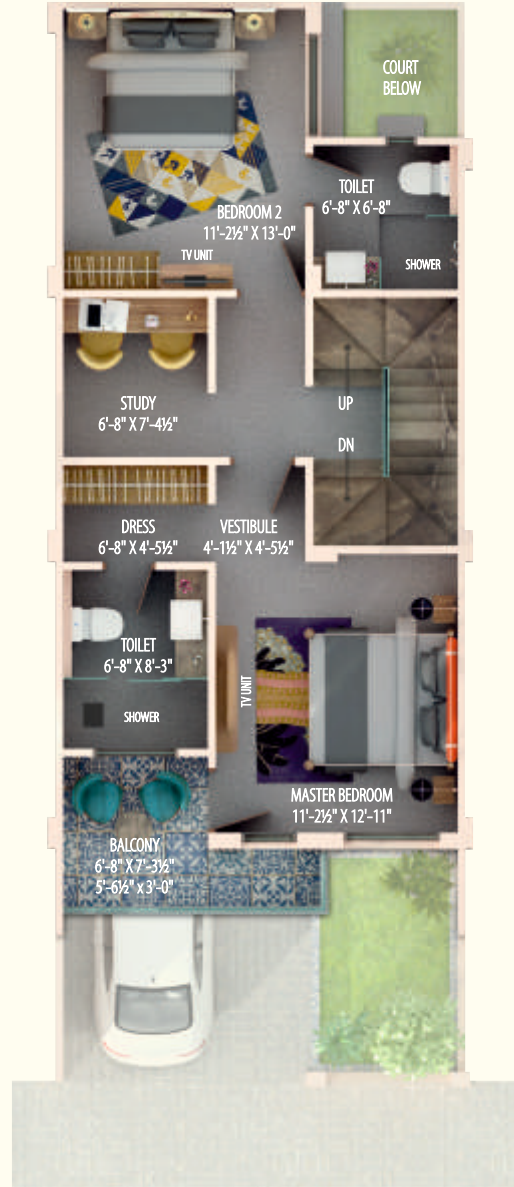 COURT
BELOW
TOILET
6'-8" X 6'-8"
BEDROOM 2
11'-2½" X 13'-0"
TV UNIT
SHOWER
STUDY
6'-8" X 7'-4½"
UP
DN
DRESS
6'-8" X 4'-5½"
VESTIBULE
4'-1½" X 4'-5½"
TOILET
6'-8" X 8'-3"
TV UNIT
SHOWER
MASTER BEDROOM
11'-2½" X 12'-11"
BALCONY
6'-8" X 7'-3½"
5'-6½" x 3'-0"